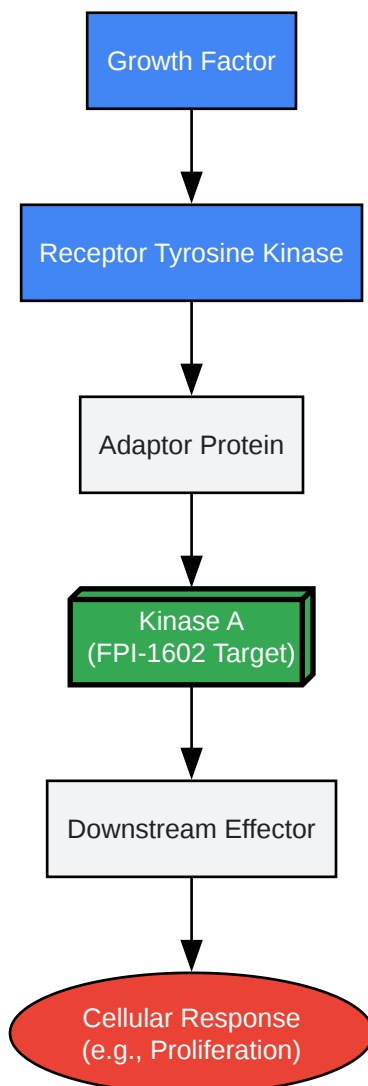 Growth Factor
Receptor Tyrosine Kinase
Adaptor Protein
Kinase A
(FPI-1602 Target)
Downstream Effector
Cellular Response
(e.g., Proliferation)